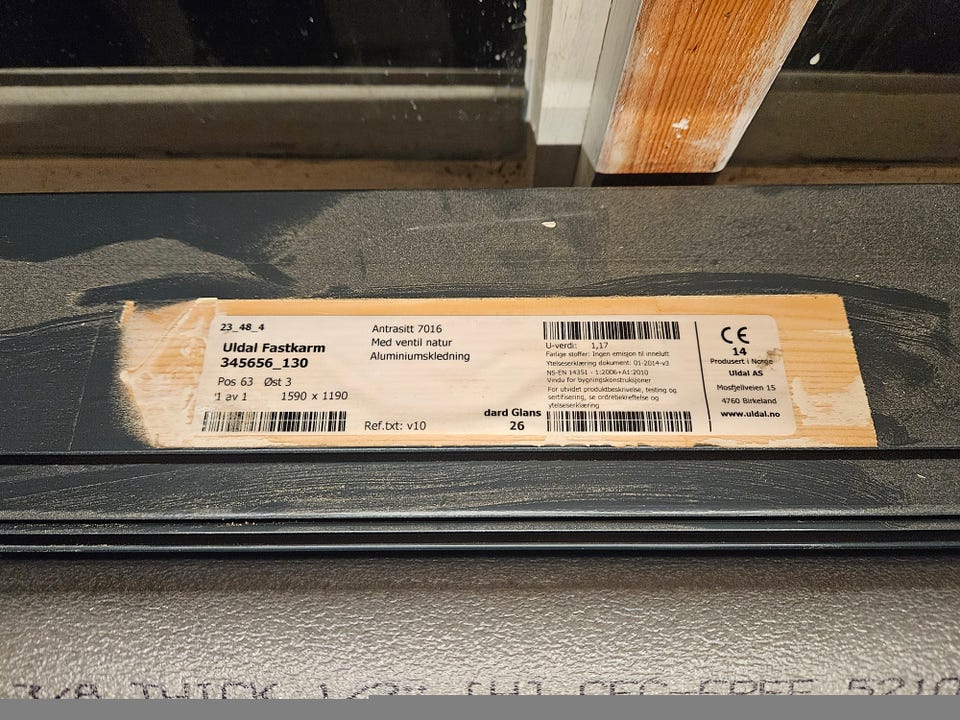 23_48_4
Uldal Fastkarm
345656_130
Pos 63 Øst 3
1 av 1 1590 x 1190
Antrasitt 7016
Med ventil natur
Aluminiumskledning
Ref.txt: v10
dard Glans
26
U-verdi: 1,17
Farlige stoffer: Ingen emisjon til inneluft
Ytelseserklæring dokument: 01-2014-v3
NS-EN 14351 - 1:2006+A1:2010
Vindu for bygningskonstruksjoner
For utvidet produktbeskrivelse, testing og
sertifisering, se ordrebekreftelse og
ytelseserklæring
CE
14
Produsert i Norge
Uldal AS
Mosfjellveien 15
4760 Birkeland
www.uldal.no
THICK 1/2"